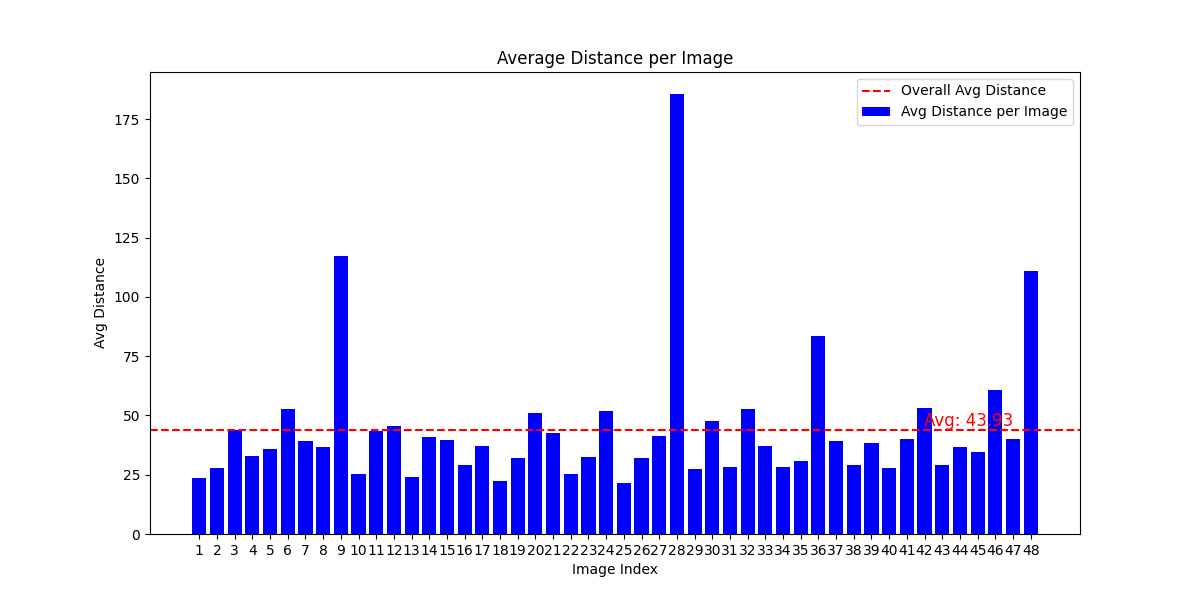 Average Distance per Image
Overall Avg Distance
Avg Distance per Image
175
150
125
100
75
50
25
0
Avg Distance
Avg: 43.93
1 2 3 4 5 6 7 8 9 10 11 12 13 14 15 16 17 18 19 20 21 22 23 24 25 26 27 28 29 30 31 32 33 34 35 36 37 38 39 40 41 42 43 44 45 46 47 48
Image Index